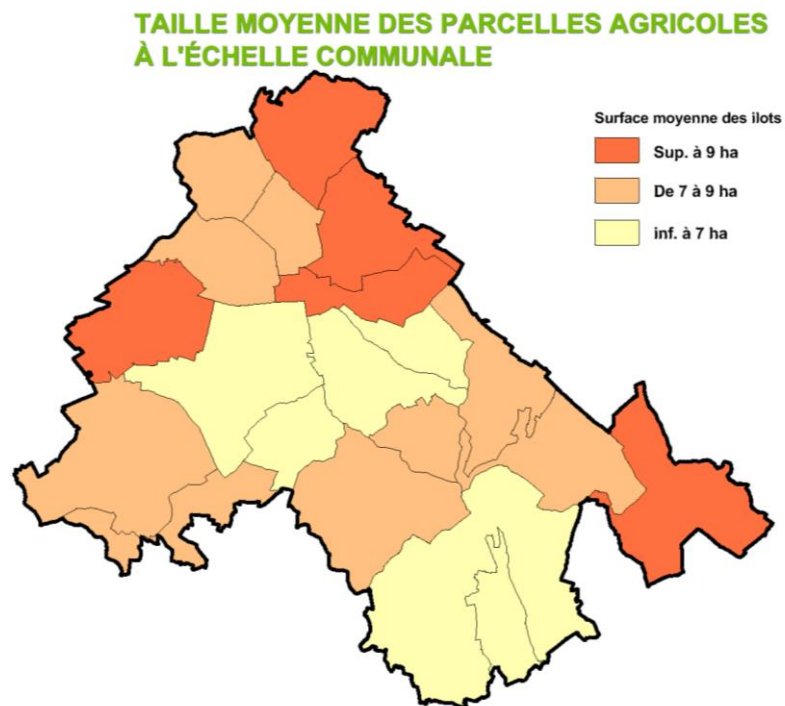 TAILLE MOYENNE DES PARCELLES AGRICOLES
À L'ÉCHELLE COMMUNALE
Surface moyenne des ilots
Sup. à 9 ha
De 7 à 9 ha
inf. à 7 ha